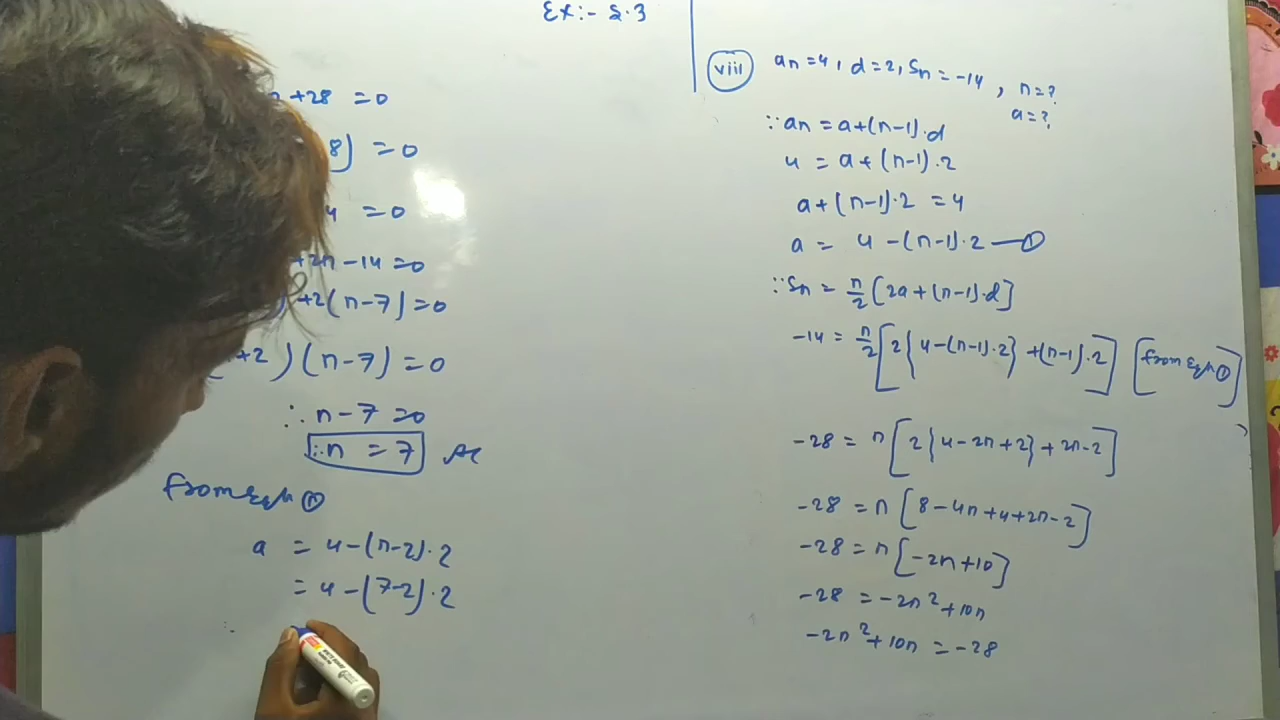 Ex:- 5.3
+28 =0
8) =0
4 =0
+2n-14=0
+2(n-7)=0
+2)(n-7)=0
∴n-7=0
∴n=7
from Eqn ①
a = 4-(n-2)·2
=4-(7-2)·2
viii an=4, d=2, Sn=-14, n=?
a=?
∵an=a+(n-1)·d
4=a+(n-1)·2
a+(n-1)·2=4
a= 4-(n-1)·2—①
∵Sn= n/2[2a+(n-1)·d]
-14= n/2[2{4-(n-1)·2}+(n-1)·2] [from Eqn ①]
-28= n[2{4-2n+2}+2n-2]
-28=n[8-4n+4+2n-2]
-28=n[-2n+10]
-28=-2n²+10n
-2n²+10n=-28